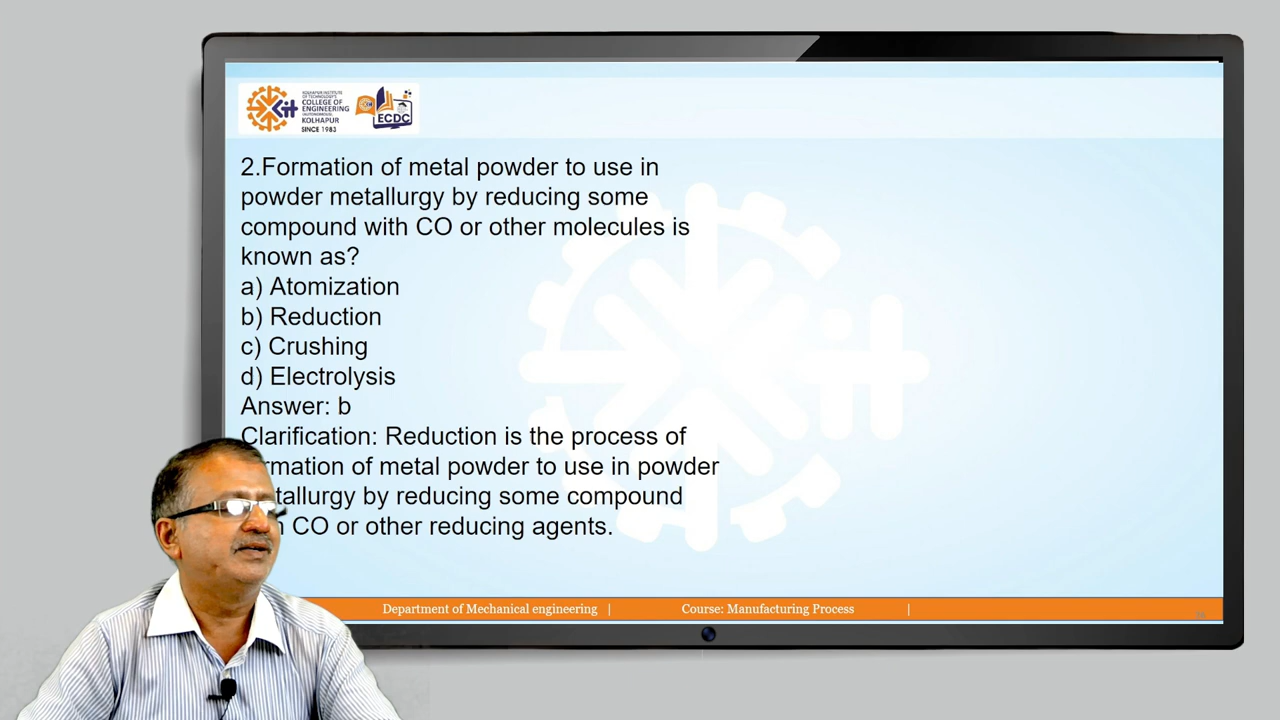 KOLHAPUR INSTITUTE
OF TECHNOLOGY'S
COLLEGE OF
ENGINEERING
(AUTONOMOUS),
KOLHAPUR
SINCE 1983
ECDC
2.Formation of metal powder to use in
powder metallurgy by reducing some
compound with CO or other molecules is
known as?
a) Atomization
b) Reduction
c) Crushing
d) Electrolysis
Answer: b
Clarification: Reduction is the process of
rmation of metal powder to use in powder
tallurgy by reducing some compound
CO or other reducing agents.
Department of Mechanical engineering |
Course: Manufacturing Process |